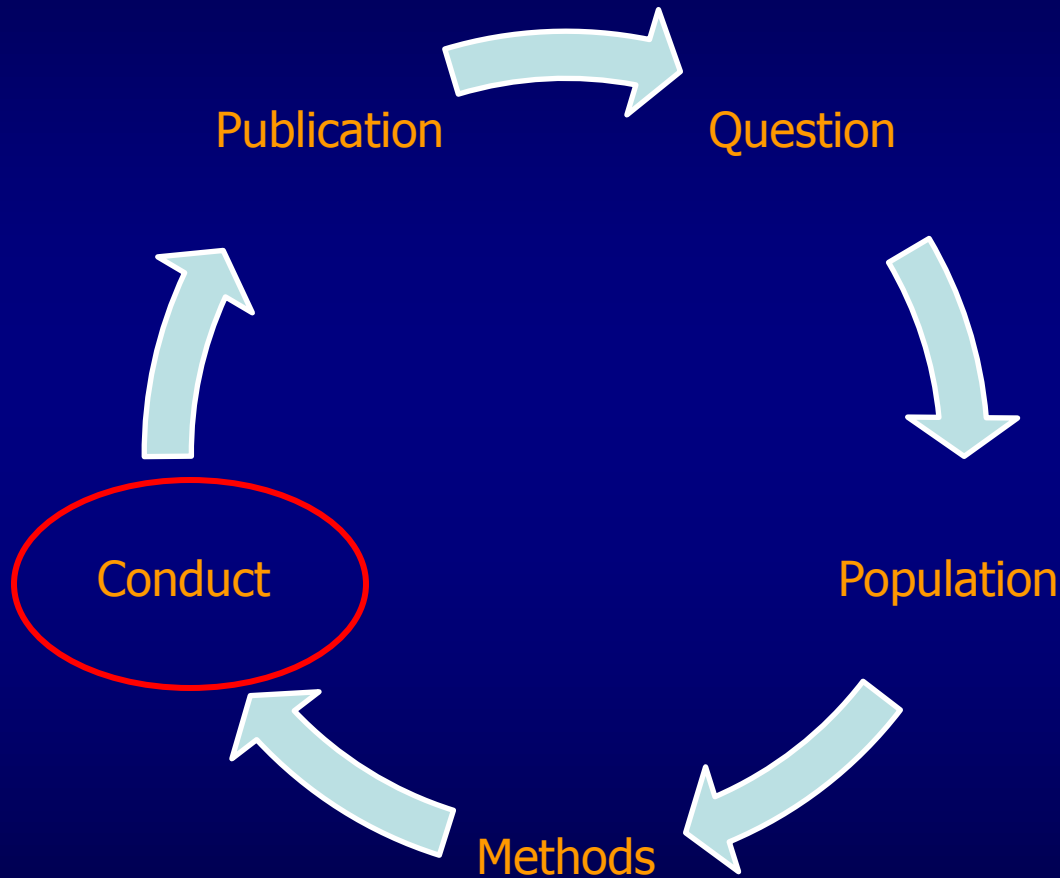 Publication
Question
Conduct
Population
Methods